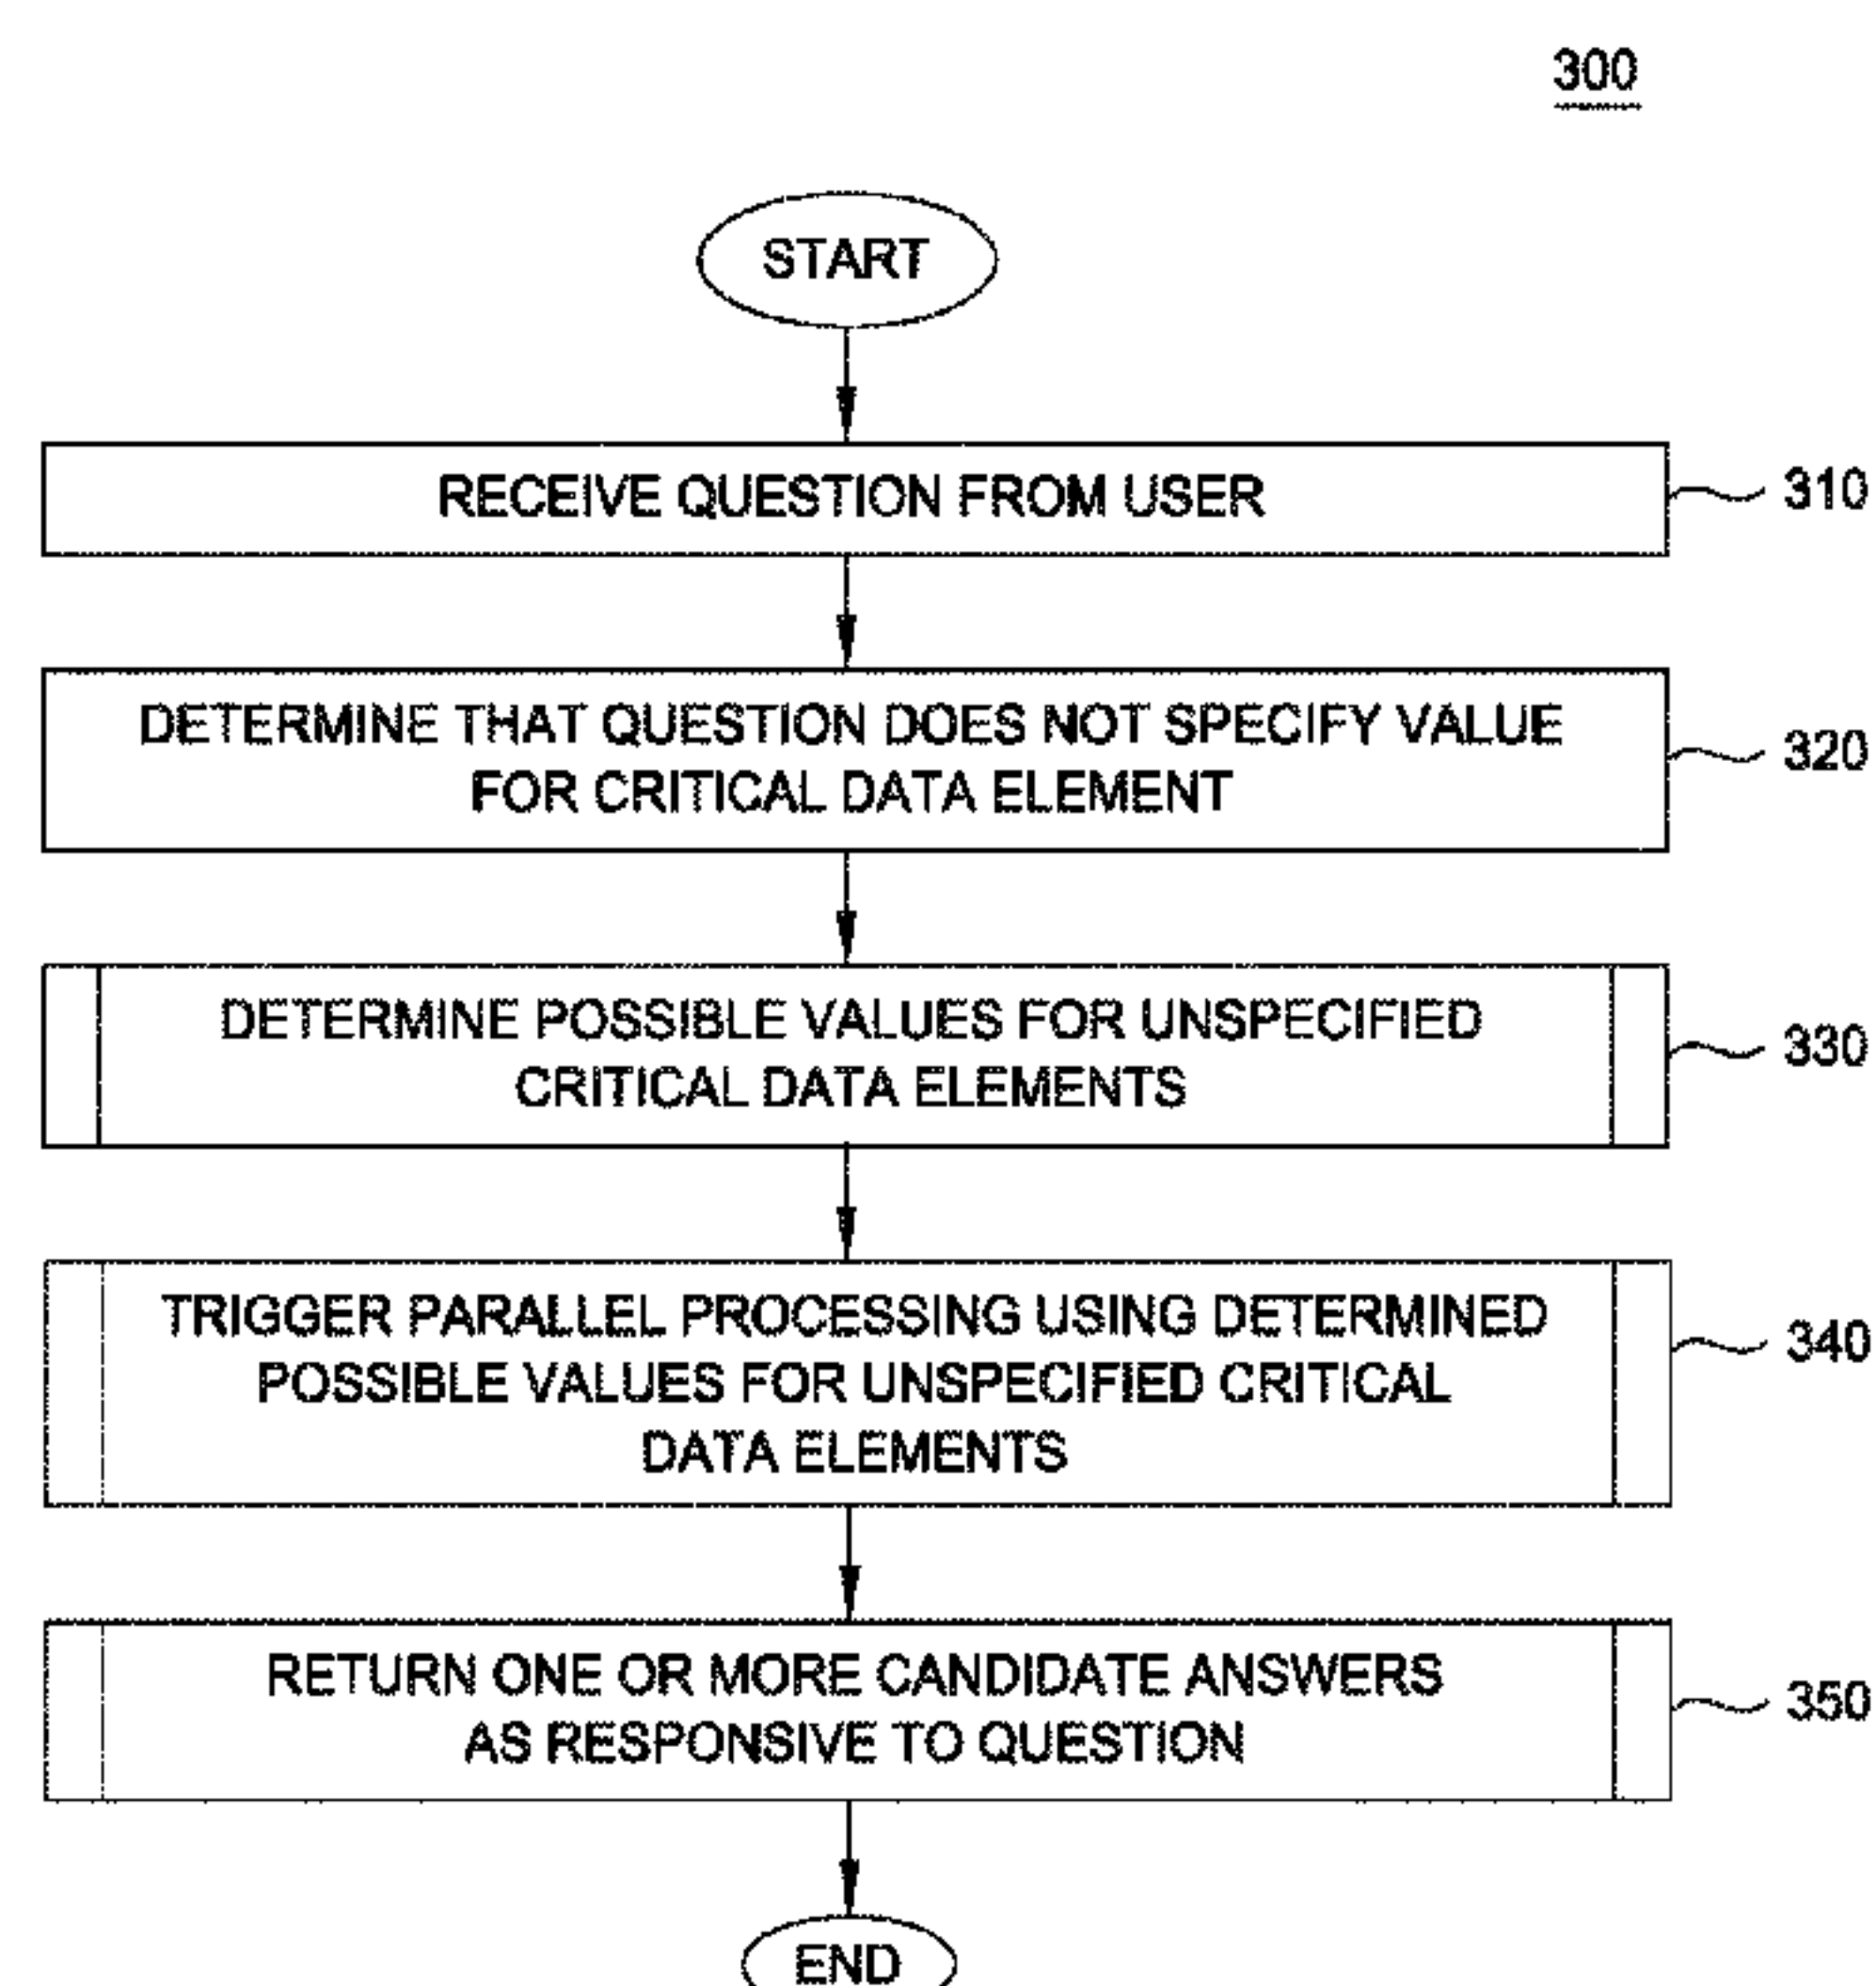 300
START
RECEIVE QUESTION FROM USER
310
DETERMINE THAT QUESTION DOES NOT SPECIFY VALUE
FOR CRITICAL DATA ELEMENT
320
DETERMINE POSSIBLE VALUES FOR UNSPECIFIED
CRITICAL DATA ELEMENTS
330
TRIGGER PARALLEL PROCESSING USING DETERMINED
POSSIBLE VALUES FOR UNSPECIFIED CRITICAL
DATA ELEMENTS
340
RETURN ONE OR MORE CANDIDATE ANSWERS
AS RESPONSIVE TO QUESTION
350
END